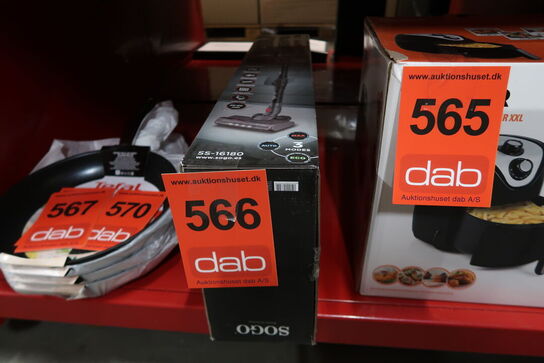 567
dab
570
dab
MAX
AUTO
3
MODES
ECO
SS-16180
www.sogo.es
www.auktionshuset.dk
566
dab
Auktionshuset dab A/S
SOGO
www.auktionshuset.dk
565
dab
Auktionshuset dab A/S
R XXL